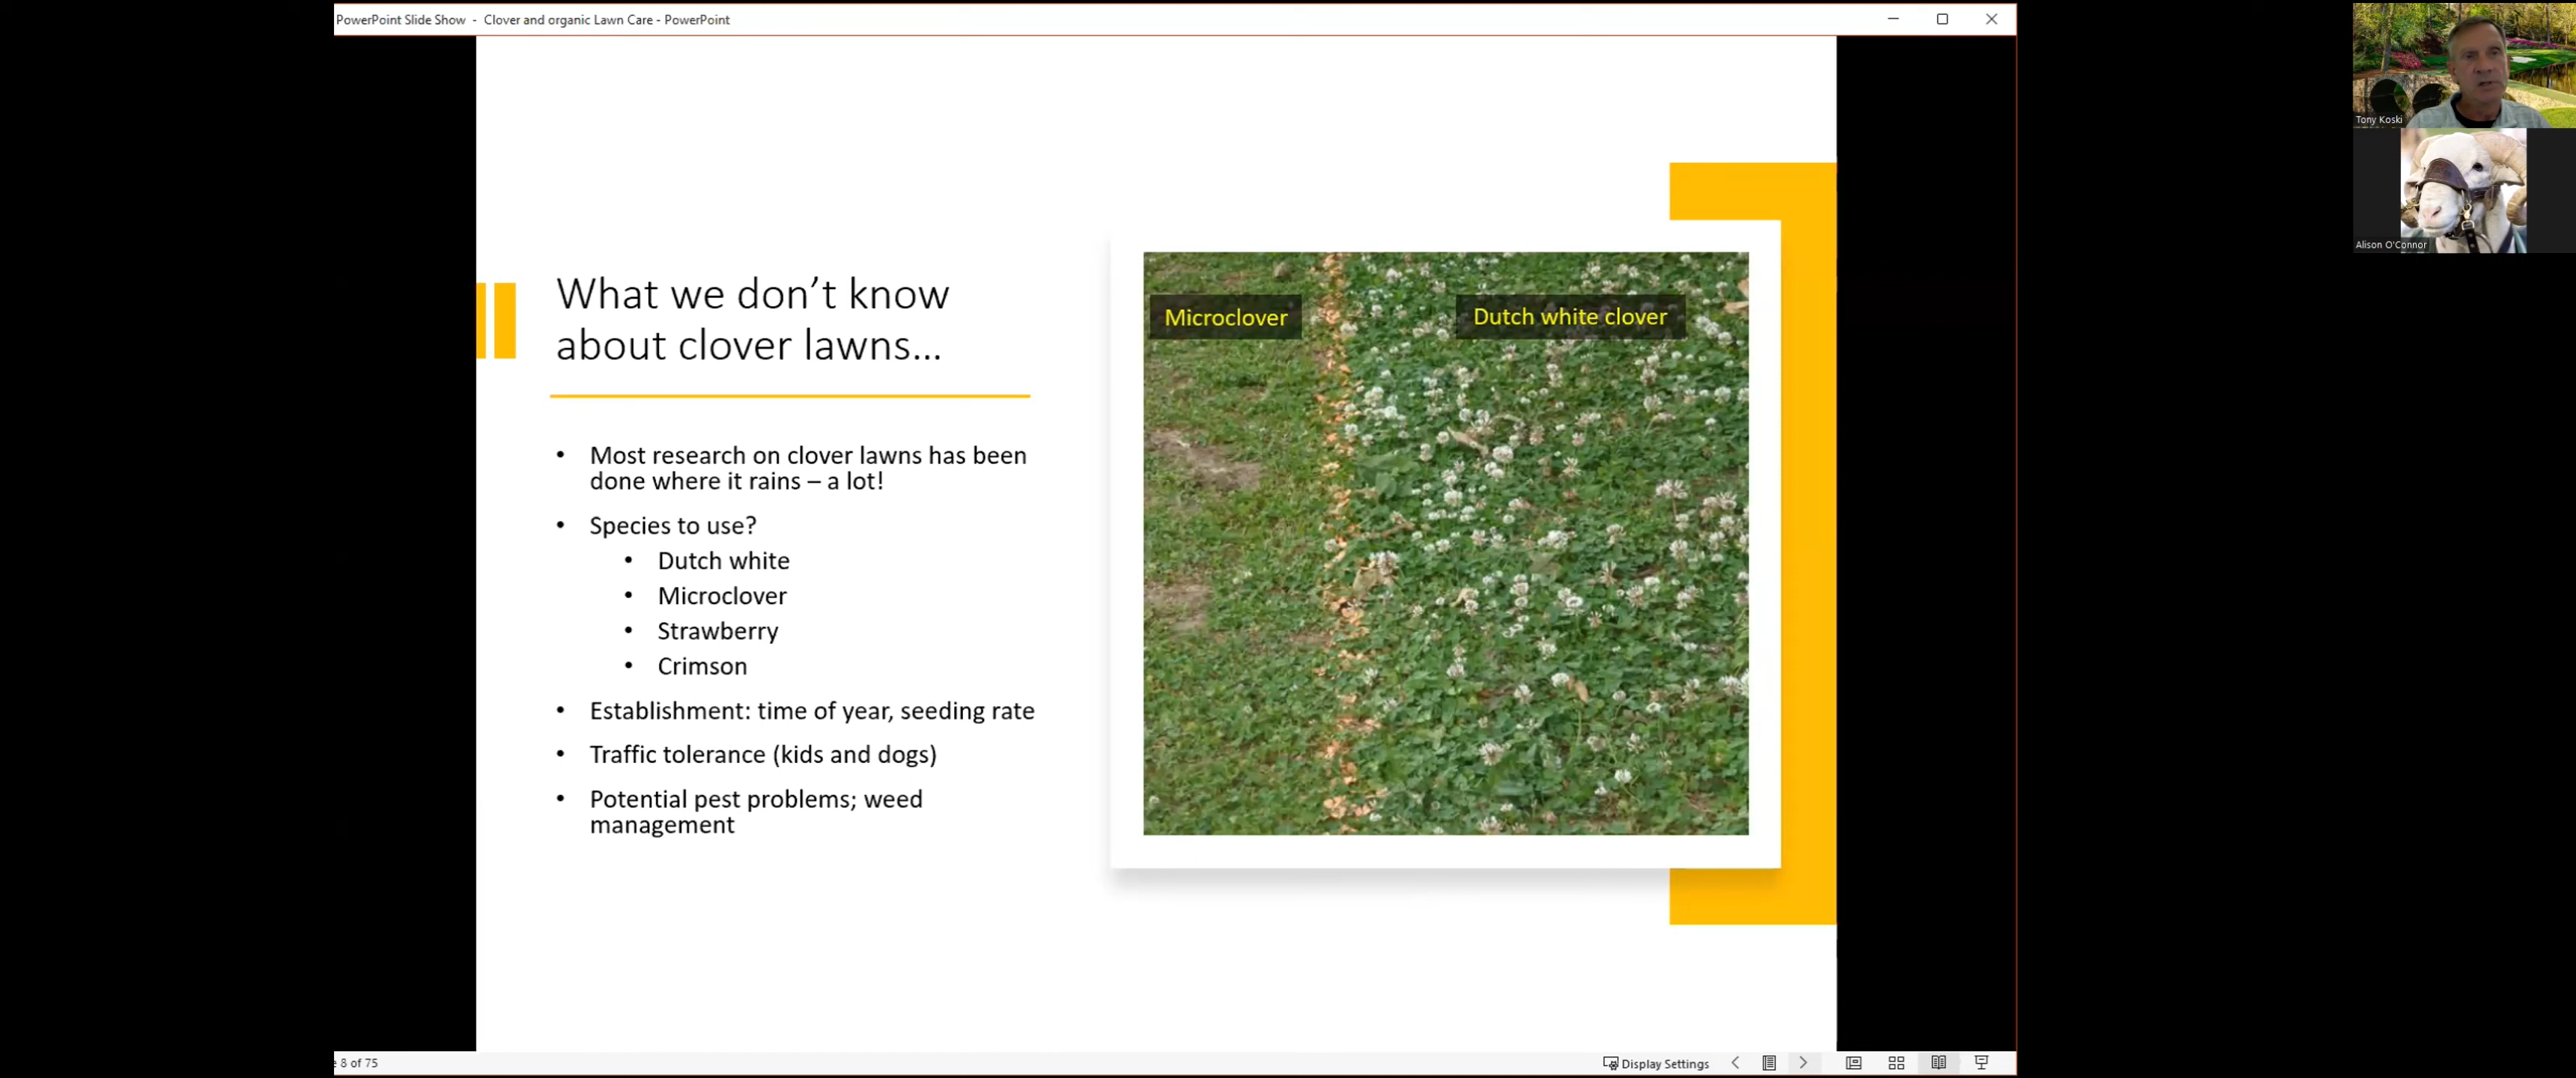 PowerPoint Slide Show - Clover and organic Lawn Care - PowerPoint
Tony Koski
Alison O'Connor
What we don't know
about clover lawns...
• Most research on clover lawns has been
done where it rains – a lot!
• Species to use?
• Dutch white
• Microclover
• Strawberry
• Crimson
• Establishment: time of year, seeding rate
• Traffic tolerance (kids and dogs)
• Potential pest problems; weed
management
Microclover
Dutch white clover
8 of 75
Display Settings